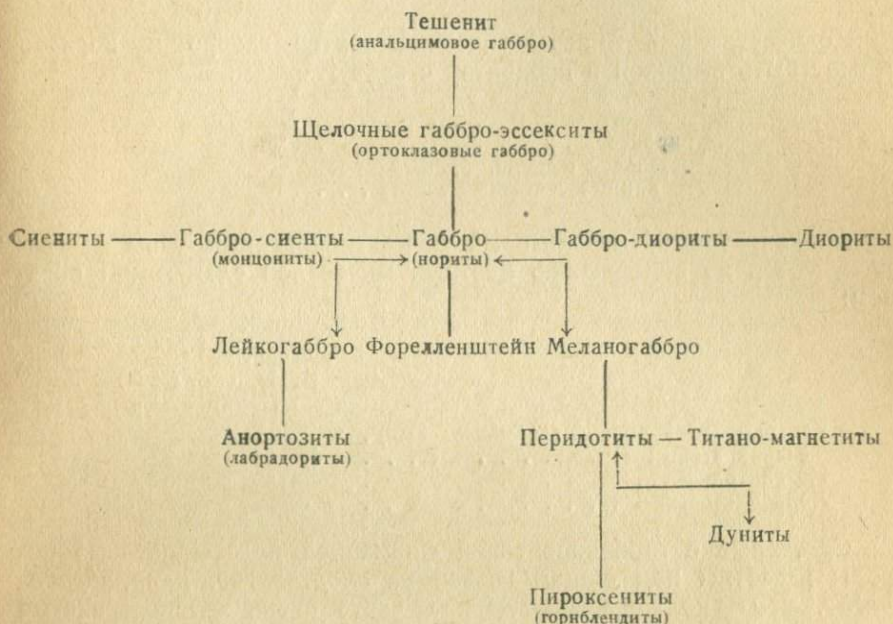 Тешенит
(анальцимовое габбро)
Щелочные габбро-эссекситы
(ортоклазовые габбро)
Сиениты — Габбро-сиенты — Габбро — Габбро-диориты — Диориты
(монцониты) (нориты)
Лейкогаббро Форелленштейн Меланогаббро
Анортозиты Перидотиты — Титано-магнетиты
(лабрадориты)
Дуниты
Пироксениты
(горнблендиты)